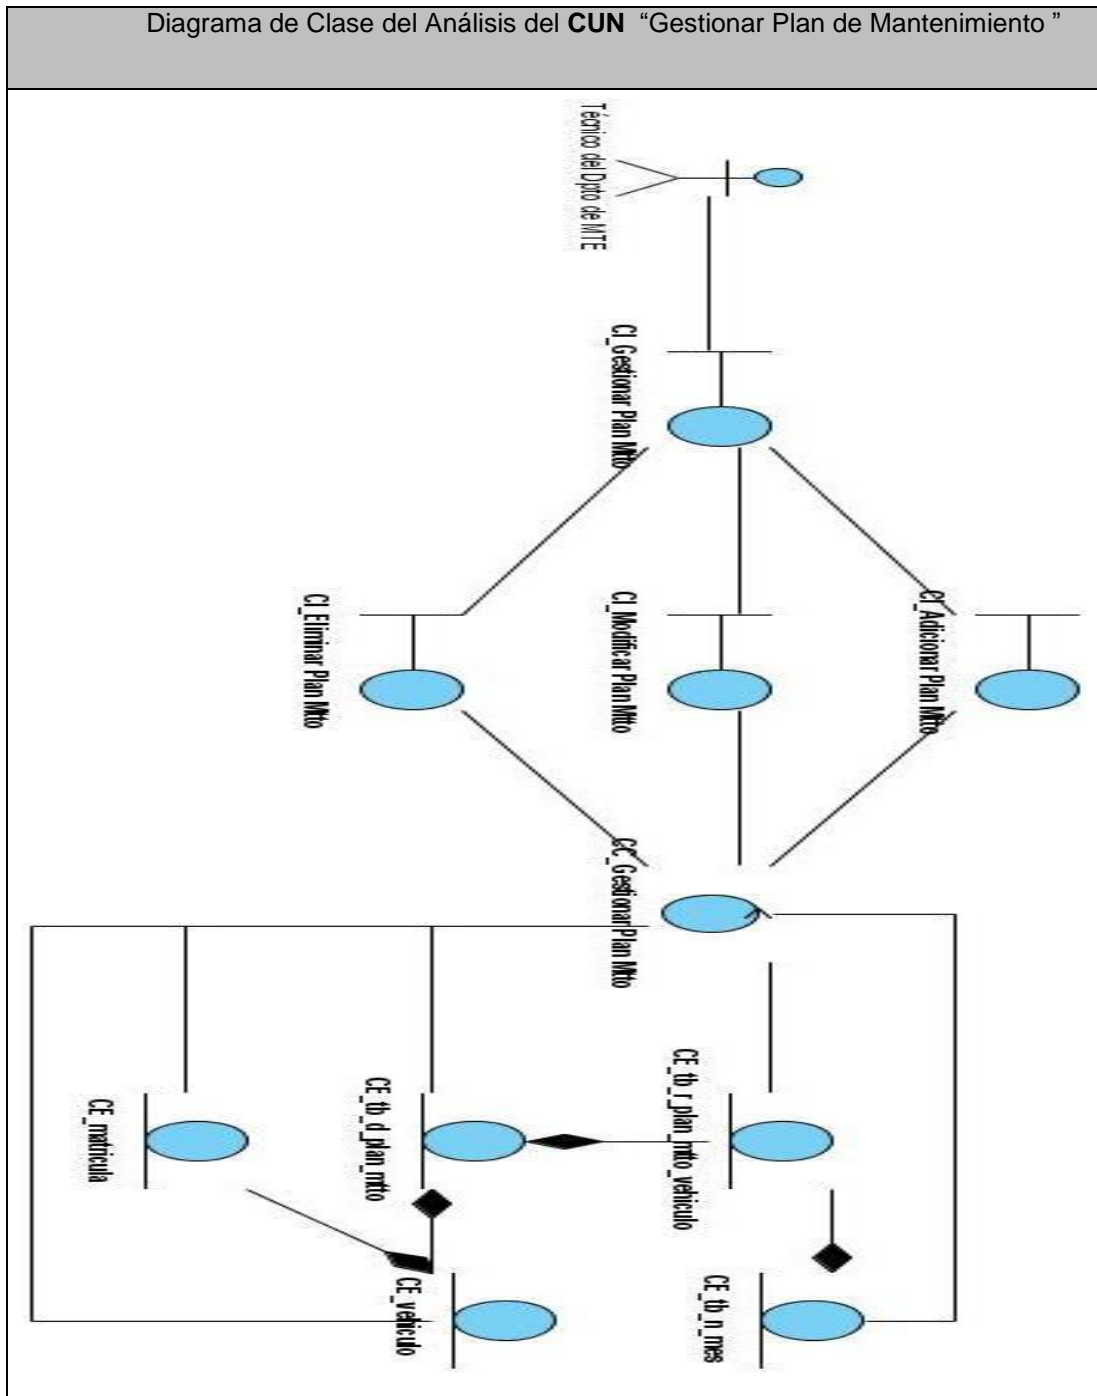 Diagrama de Clase del Análisis del CUN “Gestionar Plan de Mantenimiento ”
Técnico del Dpto de MTE
CI_Gestionar Plan Mtto
CI_Eliminar Plan Mtto
CI_Modificar Plan Mtto
CI_Adicionar Plan Mtto
CC_Gestionar Plan Mtto
CE_matricula
CE_tb_d_plan_mtto
CE_tb_r_plan_mtto_vehiculo
CE_vehiculo
CE_tb_n_mes